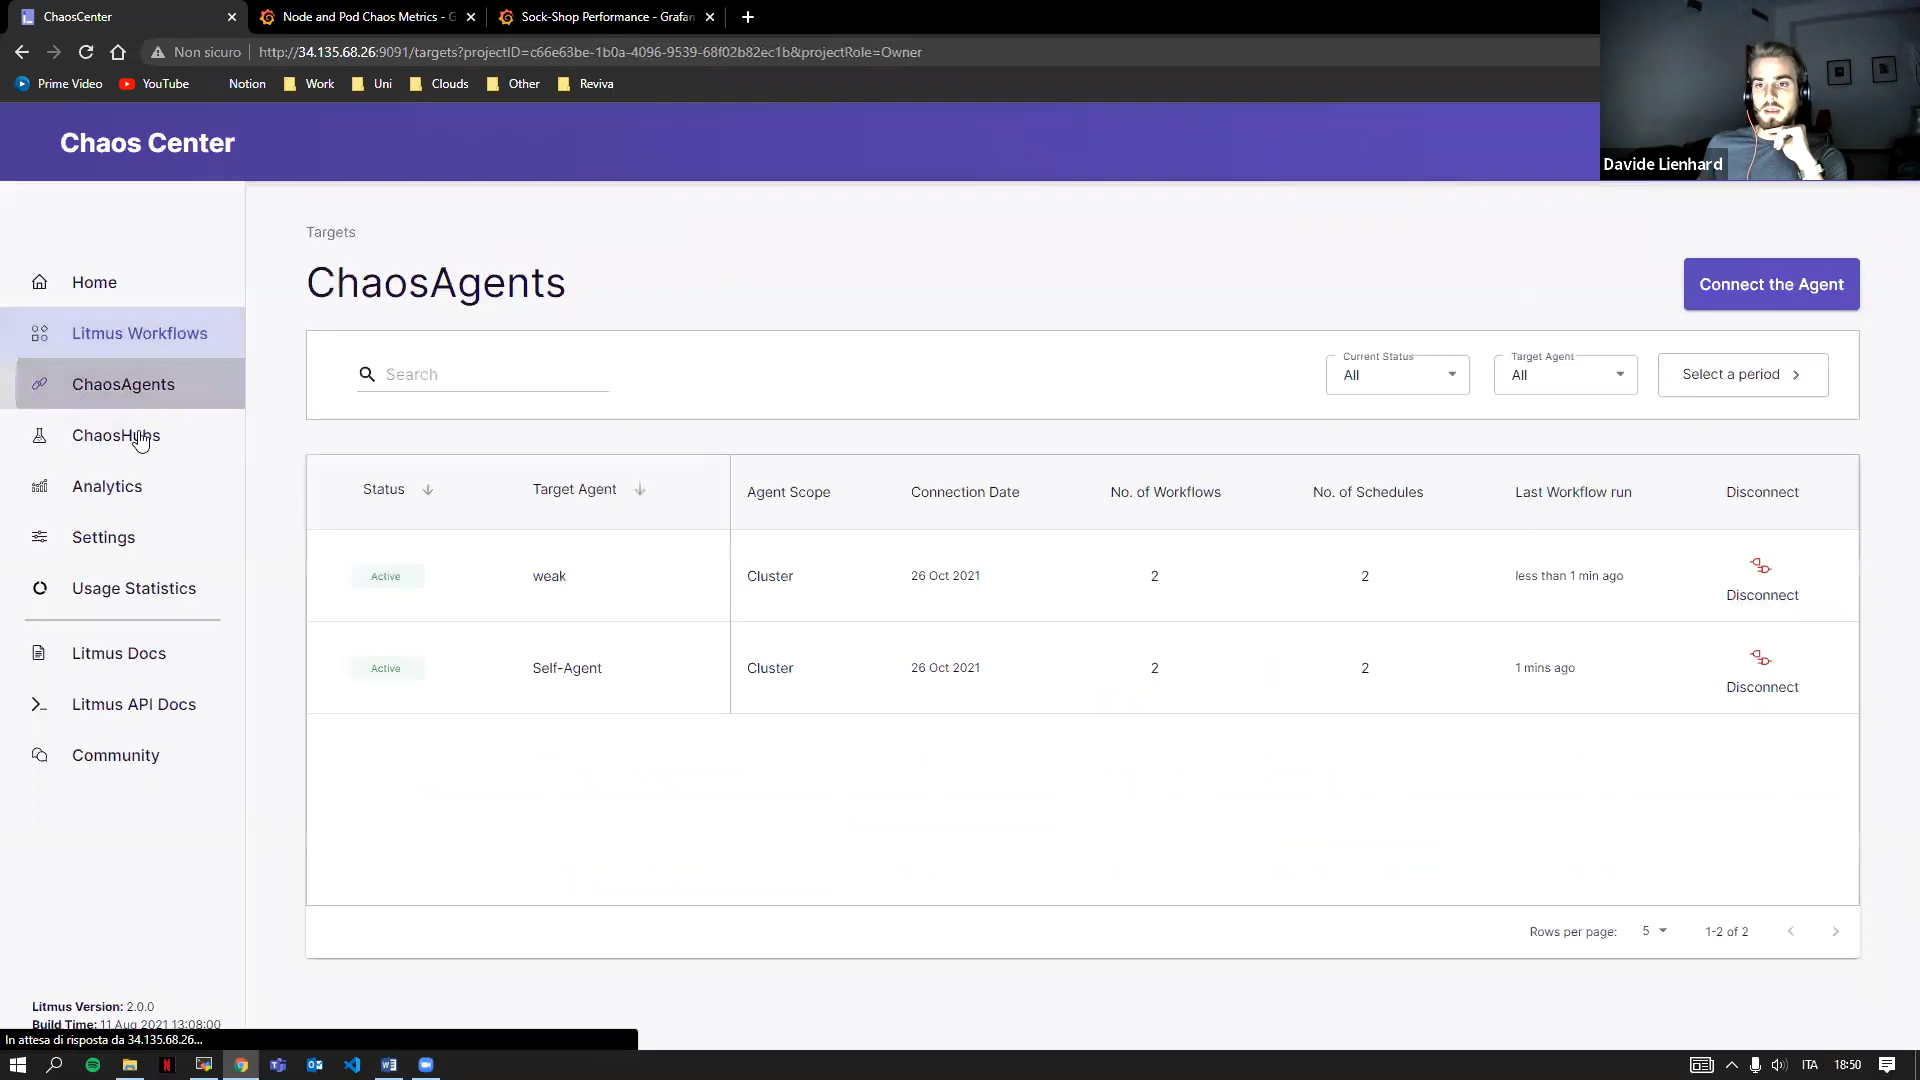 ChaosCenter
Node and Pod Chaos Metrics - G
Sock-Shop Performance - Grafan
Non sicuro
http://34.135.68.26:9091/targets?projectID=c66e63be-1b0a-4096-9539-68f02b82ec1b&projectRole=Owner
Prime Video
YouTube
Notion
Work
Uni
Clouds
Other
Reviva
Chaos Center
Davide Lienhard
Home
Litmus Workflows
ChaosAgents
ChaosHubs
Analytics
Settings
Usage Statistics
Litmus Docs
Litmus API Docs
Community
Litmus Version: 2.0.0
Build Time: 11 Aug 2021 13:08:00
Targets
ChaosAgents
Connect the Agent
Search
Current Status
All
Target Agent
All
Select a period
Status Target Agent Agent Scope Connection Date No. of Workflows No. of Schedules Last Workflow run Disconnect
Active weak Cluster 26 Oct 2021 2 2 less than 1 min ago Disconnect
Active Self-Agent Cluster 26 Oct 2021 2 2 1 mins ago Disconnect
Rows per page: 5 1-2 of 2
In attesa di risposta da 34.135.68.26...
ITA
18:50